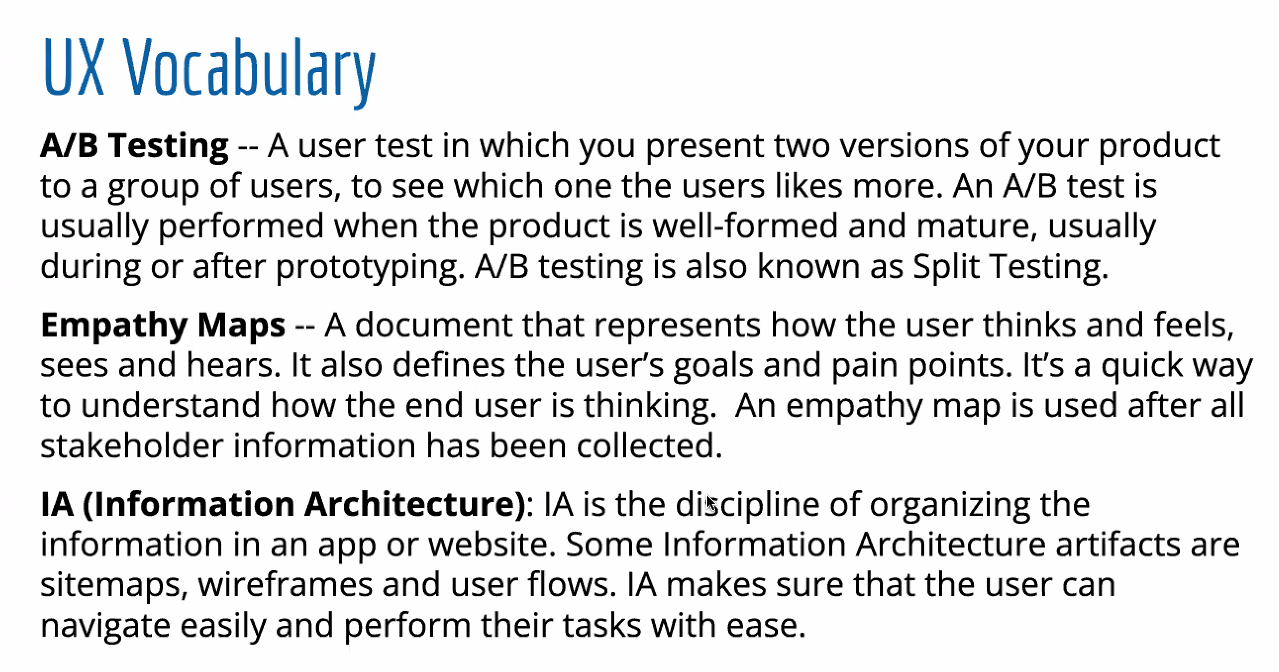 UX Vocabulary
A/B Testing -- A user test in which you present two versions of your product
to a group of users, to see which one the users likes more. An A/B test is
usually performed when the product is well-formed and mature, usually
during or after prototyping. A/B testing is also known as Split Testing.
Empathy Maps -- A document that represents how the user thinks and feels,
sees and hears. It also defines the user’s goals and pain points. It’s a quick way
to understand how the end user is thinking.  An empathy map is used after all
stakeholder information has been collected.
IA (Information Architecture): IA is the discipline of organizing the
information in an app or website. Some Information Architecture artifacts are
sitemaps, wireframes and user flows. IA makes sure that the user can
navigate easily and perform their tasks with ease.